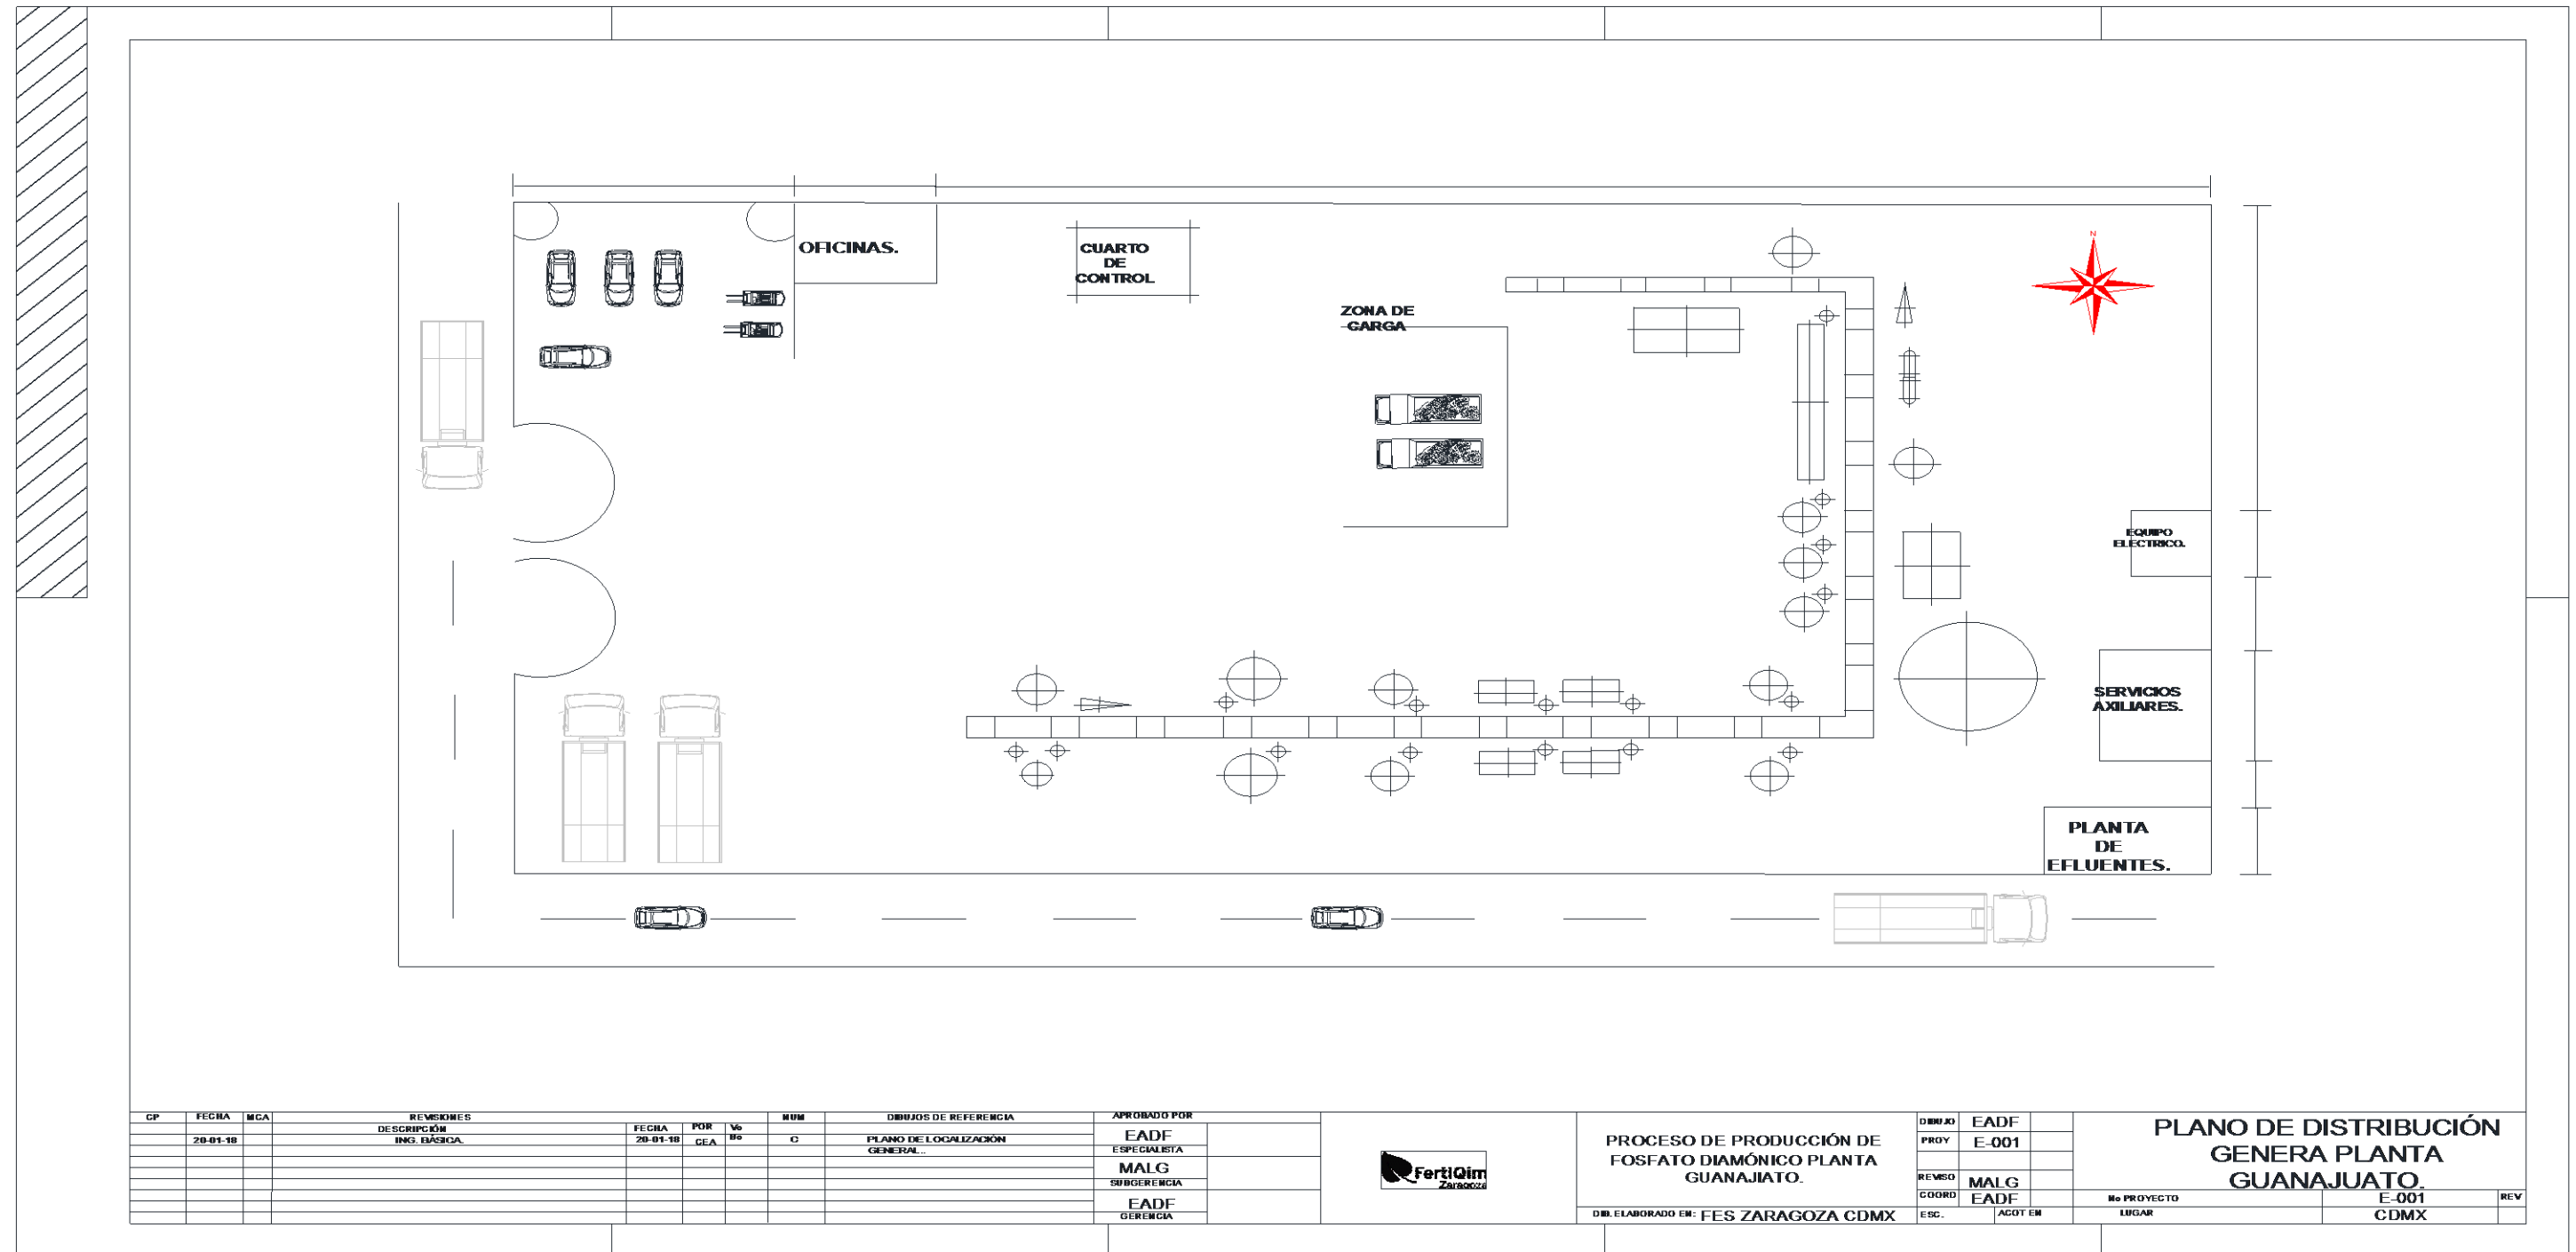 N
OFICINAS.
CUARTO
DE
CONTROL
ZONA DE
CARGA
EQUIPO
ELECTRICO.
SERVICIOS
AXILIARES.
PLANTA
DE
EFLUENTES.
CP
FECHA
MCA
REVISIONES
NUM
DIBUJOS DE REFERENCIA
APROBADO POR
DESCRIPCIÓN
FECHA
POR
Vo
Bo
20-01-18
ING. BÁSICA.
20-01-18
CEA
C
PLANO DE LOCALIZACIÓN
GENERAL..
EADF
ESPECIALISTA
MALG
SUBGERENCIA
EADF
GERENCIA
FertiQim
Zaragoza
PROCESO DE PRODUCCIÓN DE
FOSFATO DIAMÓNICO PLANTA
GUANAJIATO.
DIB. ELABORADO EN: FES ZARAGOZA CDMX
DIBUJO EADF
PROY E-001
REVISO MALG
COORD EADF
ESC.
ACOT EN
PLANO DE DISTRIBUCIÓN
GENERA PLANTA
GUANAJUATO.
No PROYECTO
E-001
REV
LUGAR
CDMX